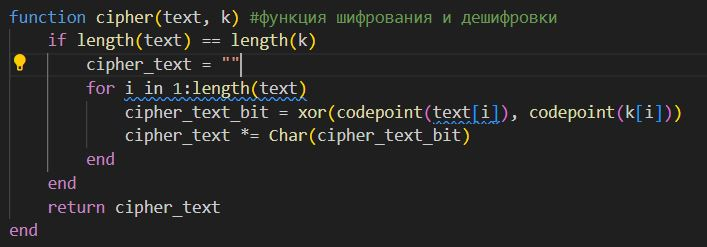 function cipher(text, k) #функция шифрования и дешифровки
    if length(text) == length(k)
        cipher_text = ""
        for i in 1:length(text)
            cipher_text_bit = xor(codepoint(text[i]), codepoint(k[i]))
            cipher_text *= Char(cipher_text_bit)
        end
    end
    return cipher_text
end